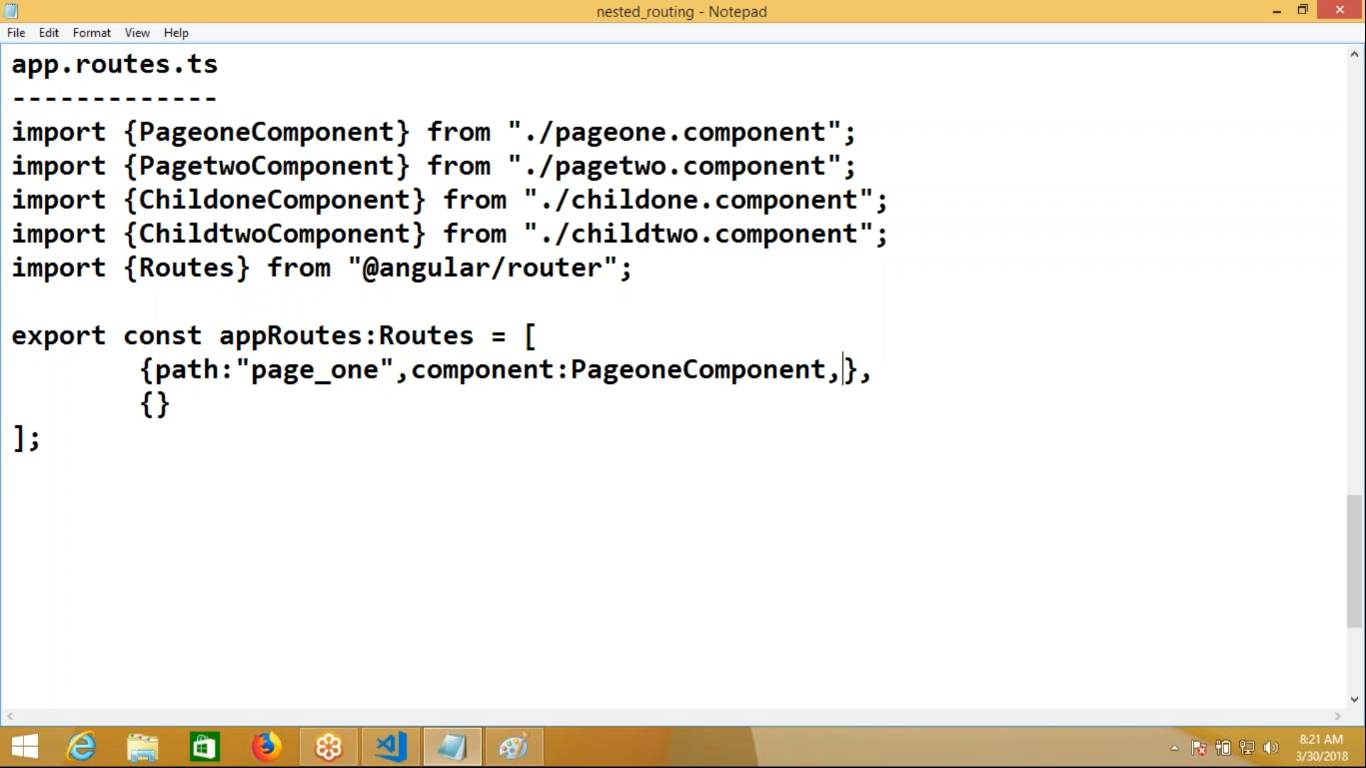 nested_routing - Notepad
File Edit Format View Help
app.routes.ts
-------------
import {PageoneComponent} from "./pageone.component";
import {PagetwoComponent} from "./pagetwo.component";
import {ChildoneComponent} from "./childone.component";
import {ChildtwoComponent} from "./childtwo.component";
import {Routes} from "@angular/router";
export const appRoutes:Routes = [
{path:"page_one",component:PageoneComponent,},
{}
];
8:21 AM
3/30/2018